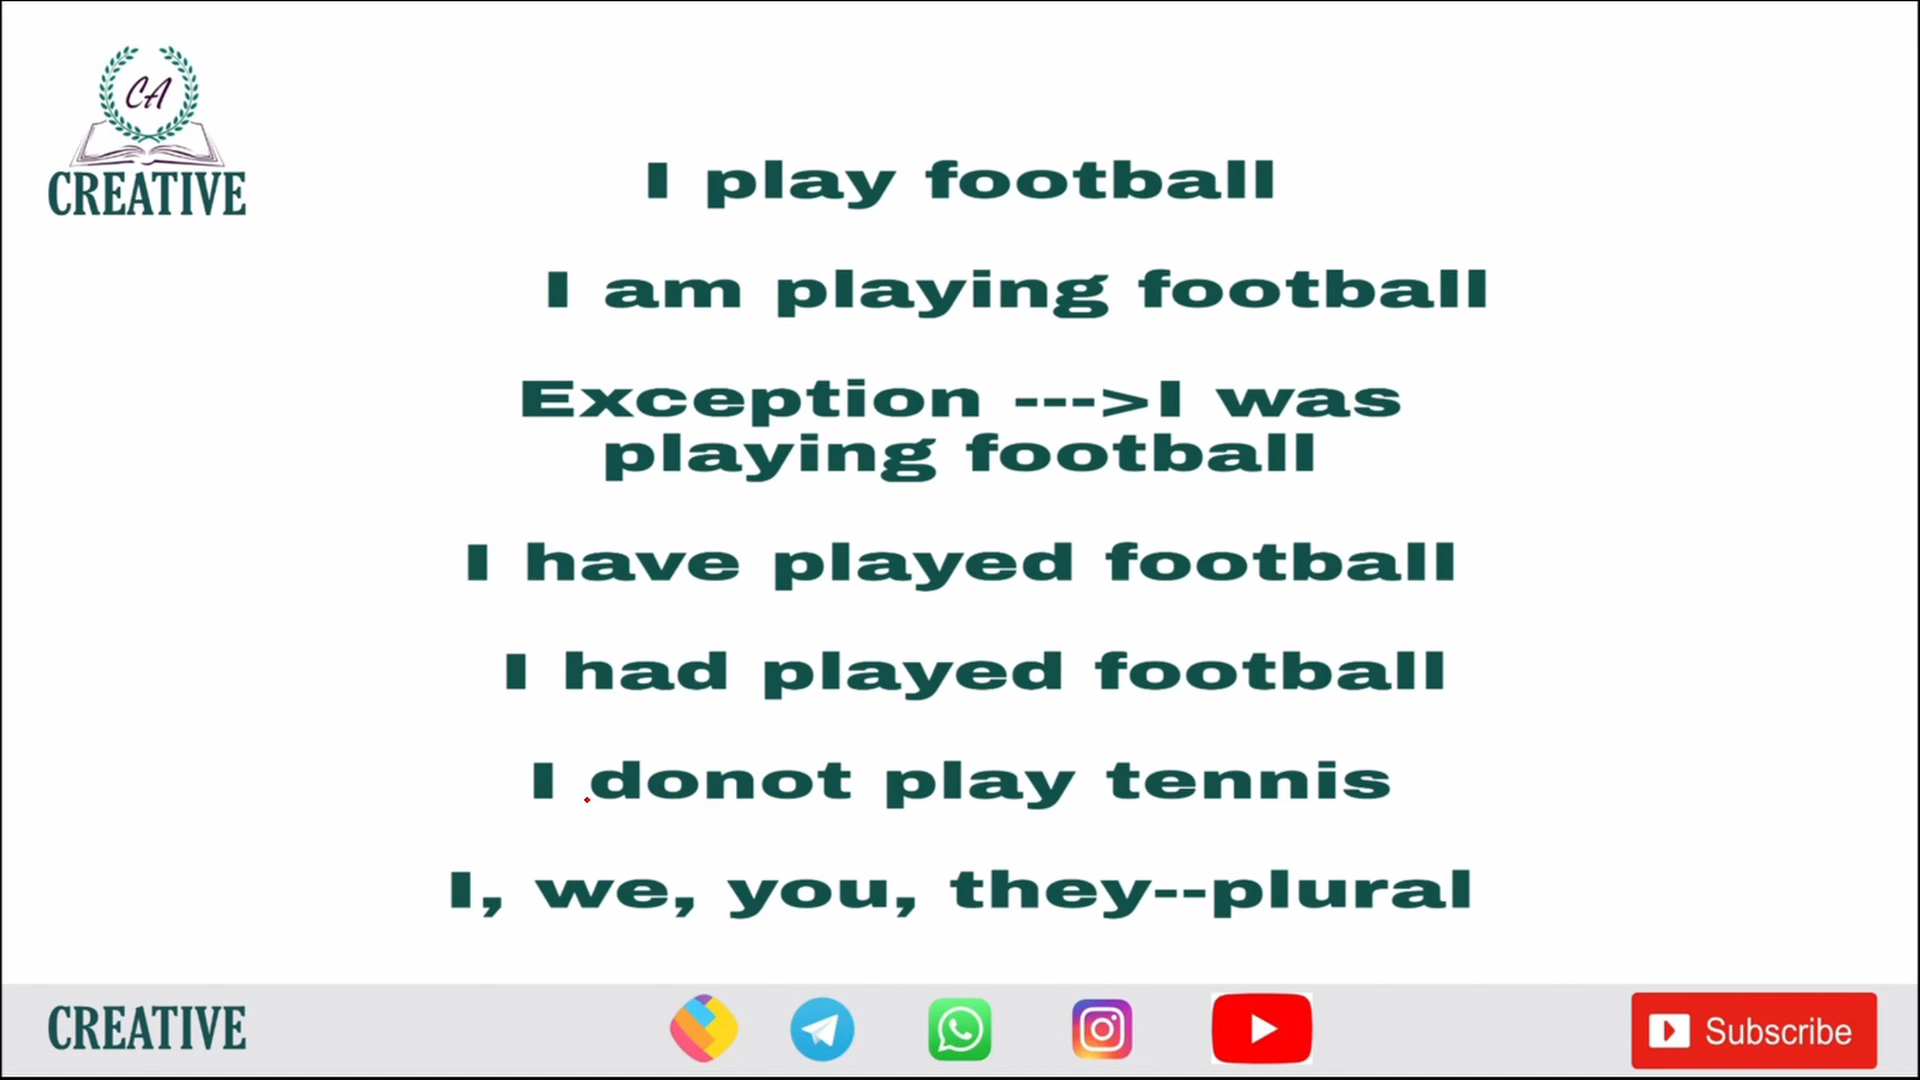 CA
CREATIVE
I play football
I am playing football
Exception --->I was
playing football
I have played football
I had played football
I donot play tennis
I, we, you, they--plural
CREATIVE
Subscribe